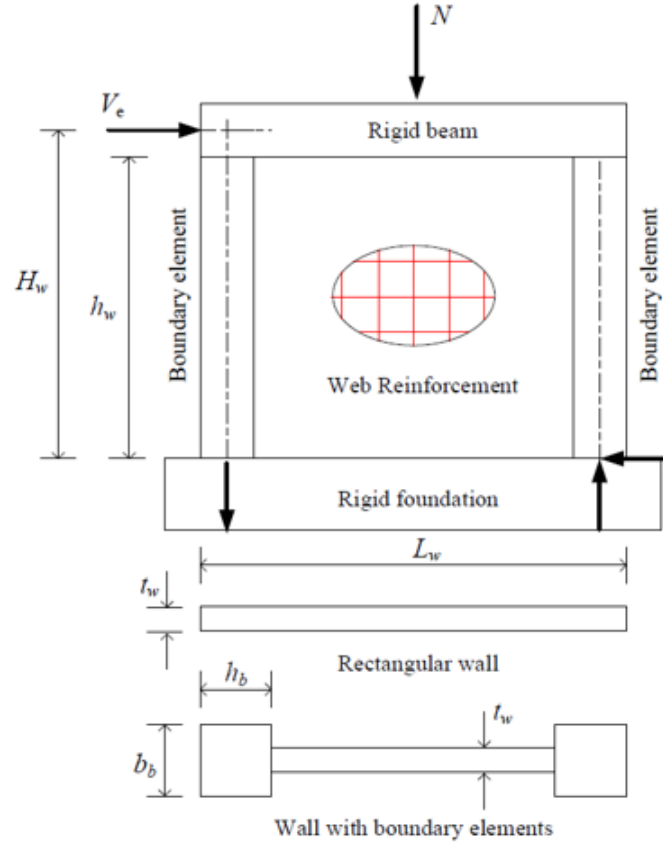 N
Vₑ
Rigid beam
Boundary element
Boundary element
H_w
h_w
Web Reinforcement
Rigid foundation
L_w
t_w
Rectangular wall
h_b
t_w
b_b
Wall with boundary elements